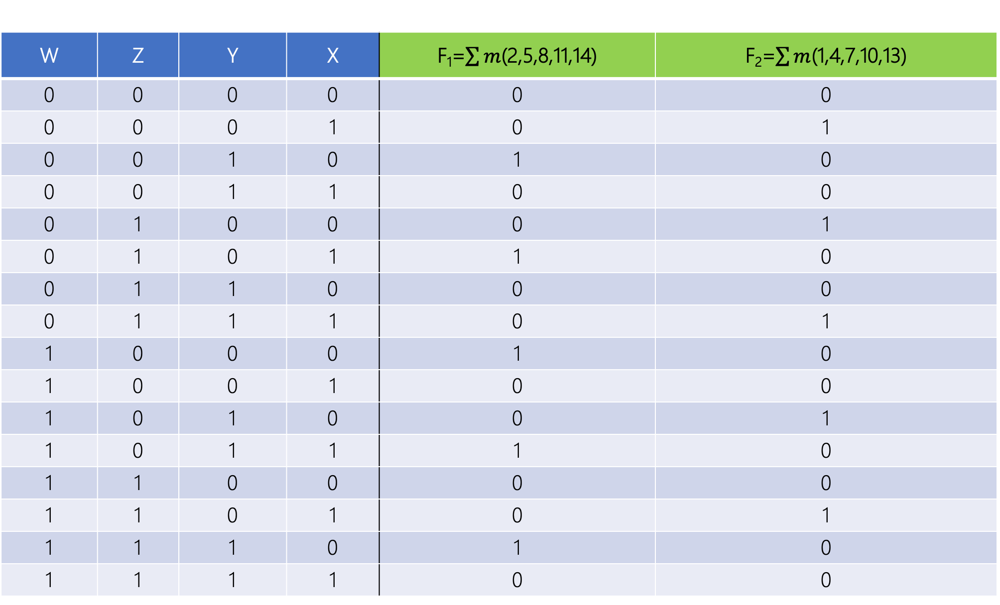 W Z Y X F₁=∑m(2,5,8,11,14) F₂=∑m(1,4,7,10,13)
0 0 0 0 0 0
0 0 0 1 0 1
0 0 1 0 1 0
0 0 1 1 0 0
0 1 0 0 0 1
0 1 0 1 1 0
0 1 1 0 0 0
0 1 1 1 0 1
1 0 0 0 1 0
1 0 0 1 0 0
1 0 1 0 0 1
1 0 1 1 1 0
1 1 0 0 0 0
1 1 0 1 0 1
1 1 1 0 1 0
1 1 1 1 0 0